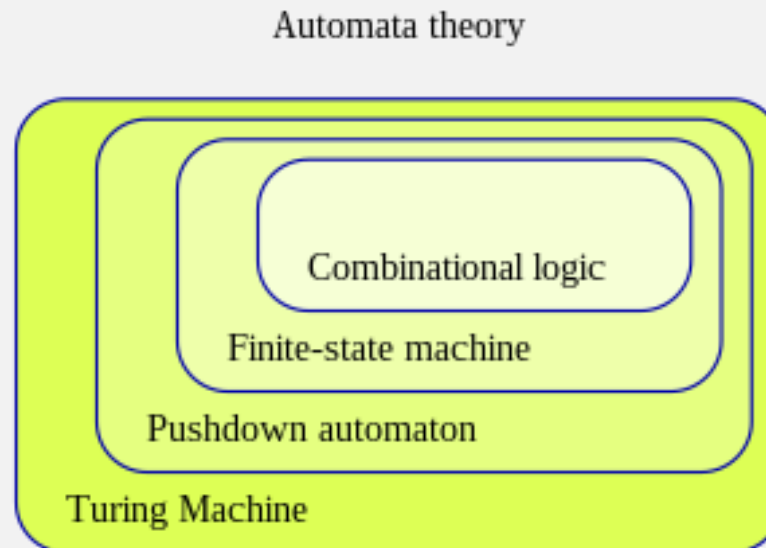 Automata theory
Combinational logic
Finite-state machine
Pushdown automaton
Turing Machine